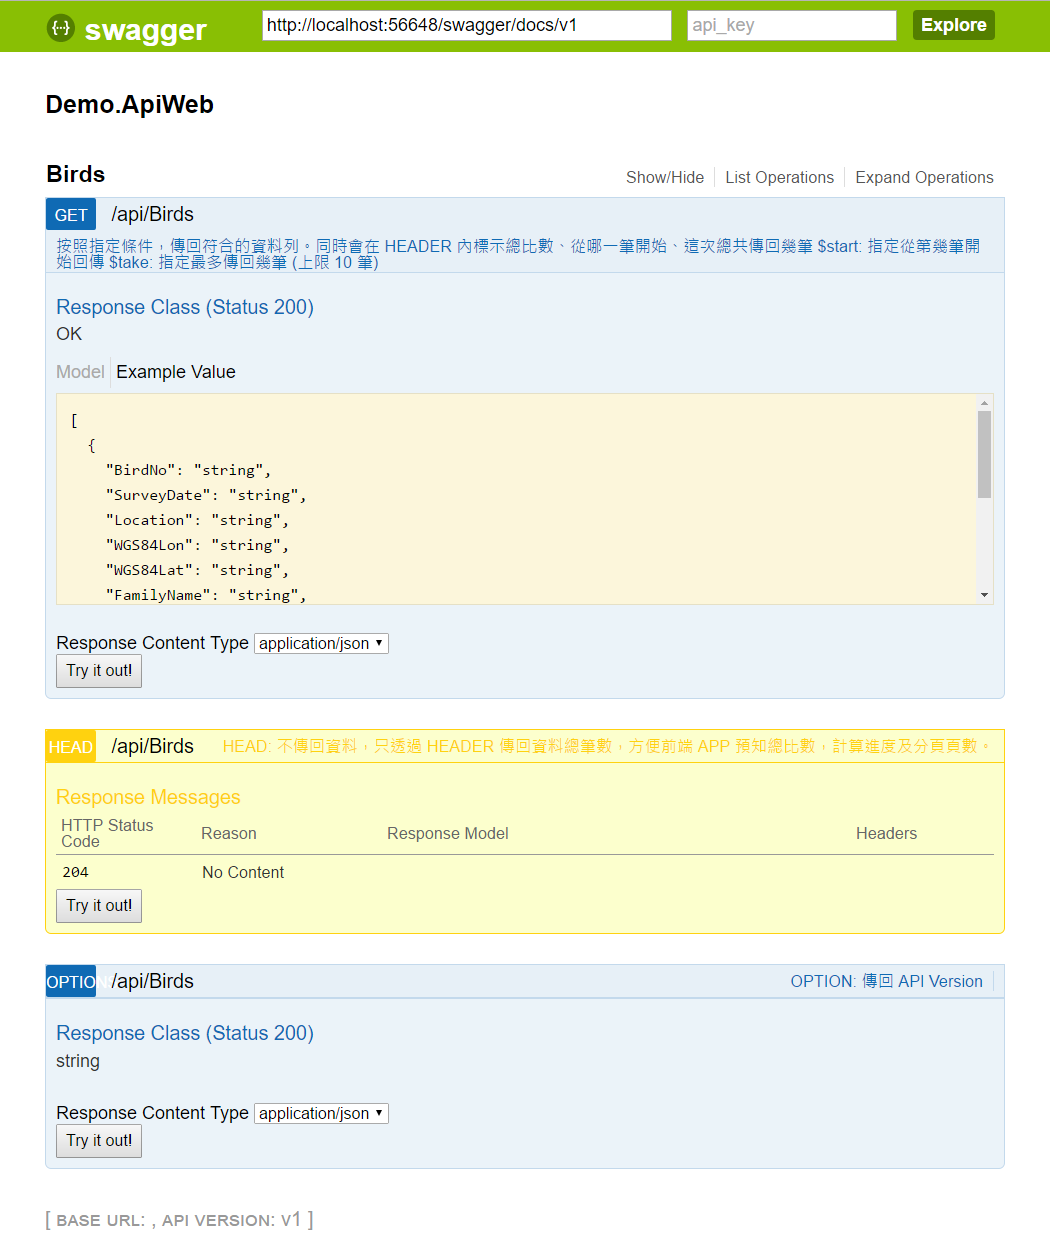 swagger http://localhost:56648/swagger/docs/v1 api_key Explore
Demo.ApiWeb
Birds Show/Hide List Operations Expand Operations
GET /api/Birds
按照指定條件，傳回符合的資料列。同時會在 HEADER 內標示總比數、從哪一筆開始、這次總共傳回幾筆 $start: 指定從第幾筆開
始回傳 $take: 指定最多傳回幾筆 (上限 10 筆)
Response Class (Status 200)
OK
Model Example Value
[
{
"BirdNo": "string",
"SurveyDate": "string",
"Location": "string",
"WGS84Lon": "string",
"WGS84Lat": "string",
"FamilyName": "string",
Response Content Type application/json
Try it out!
HEAD /api/Birds HEAD: 不傳回資料，只透過 HEADER 傳回資料總筆數，方便前端 APP 預知總比數，計算進度及分頁頁數。
Response Messages
HTTP Status
Code Reason Response Model Headers
204 No Content
Try it out!
OPTIONS /api/Birds OPTION: 傳回 API Version
Response Class (Status 200)
string
Response Content Type application/json
Try it out!
[ BASE URL: , API VERSION: V1 ]